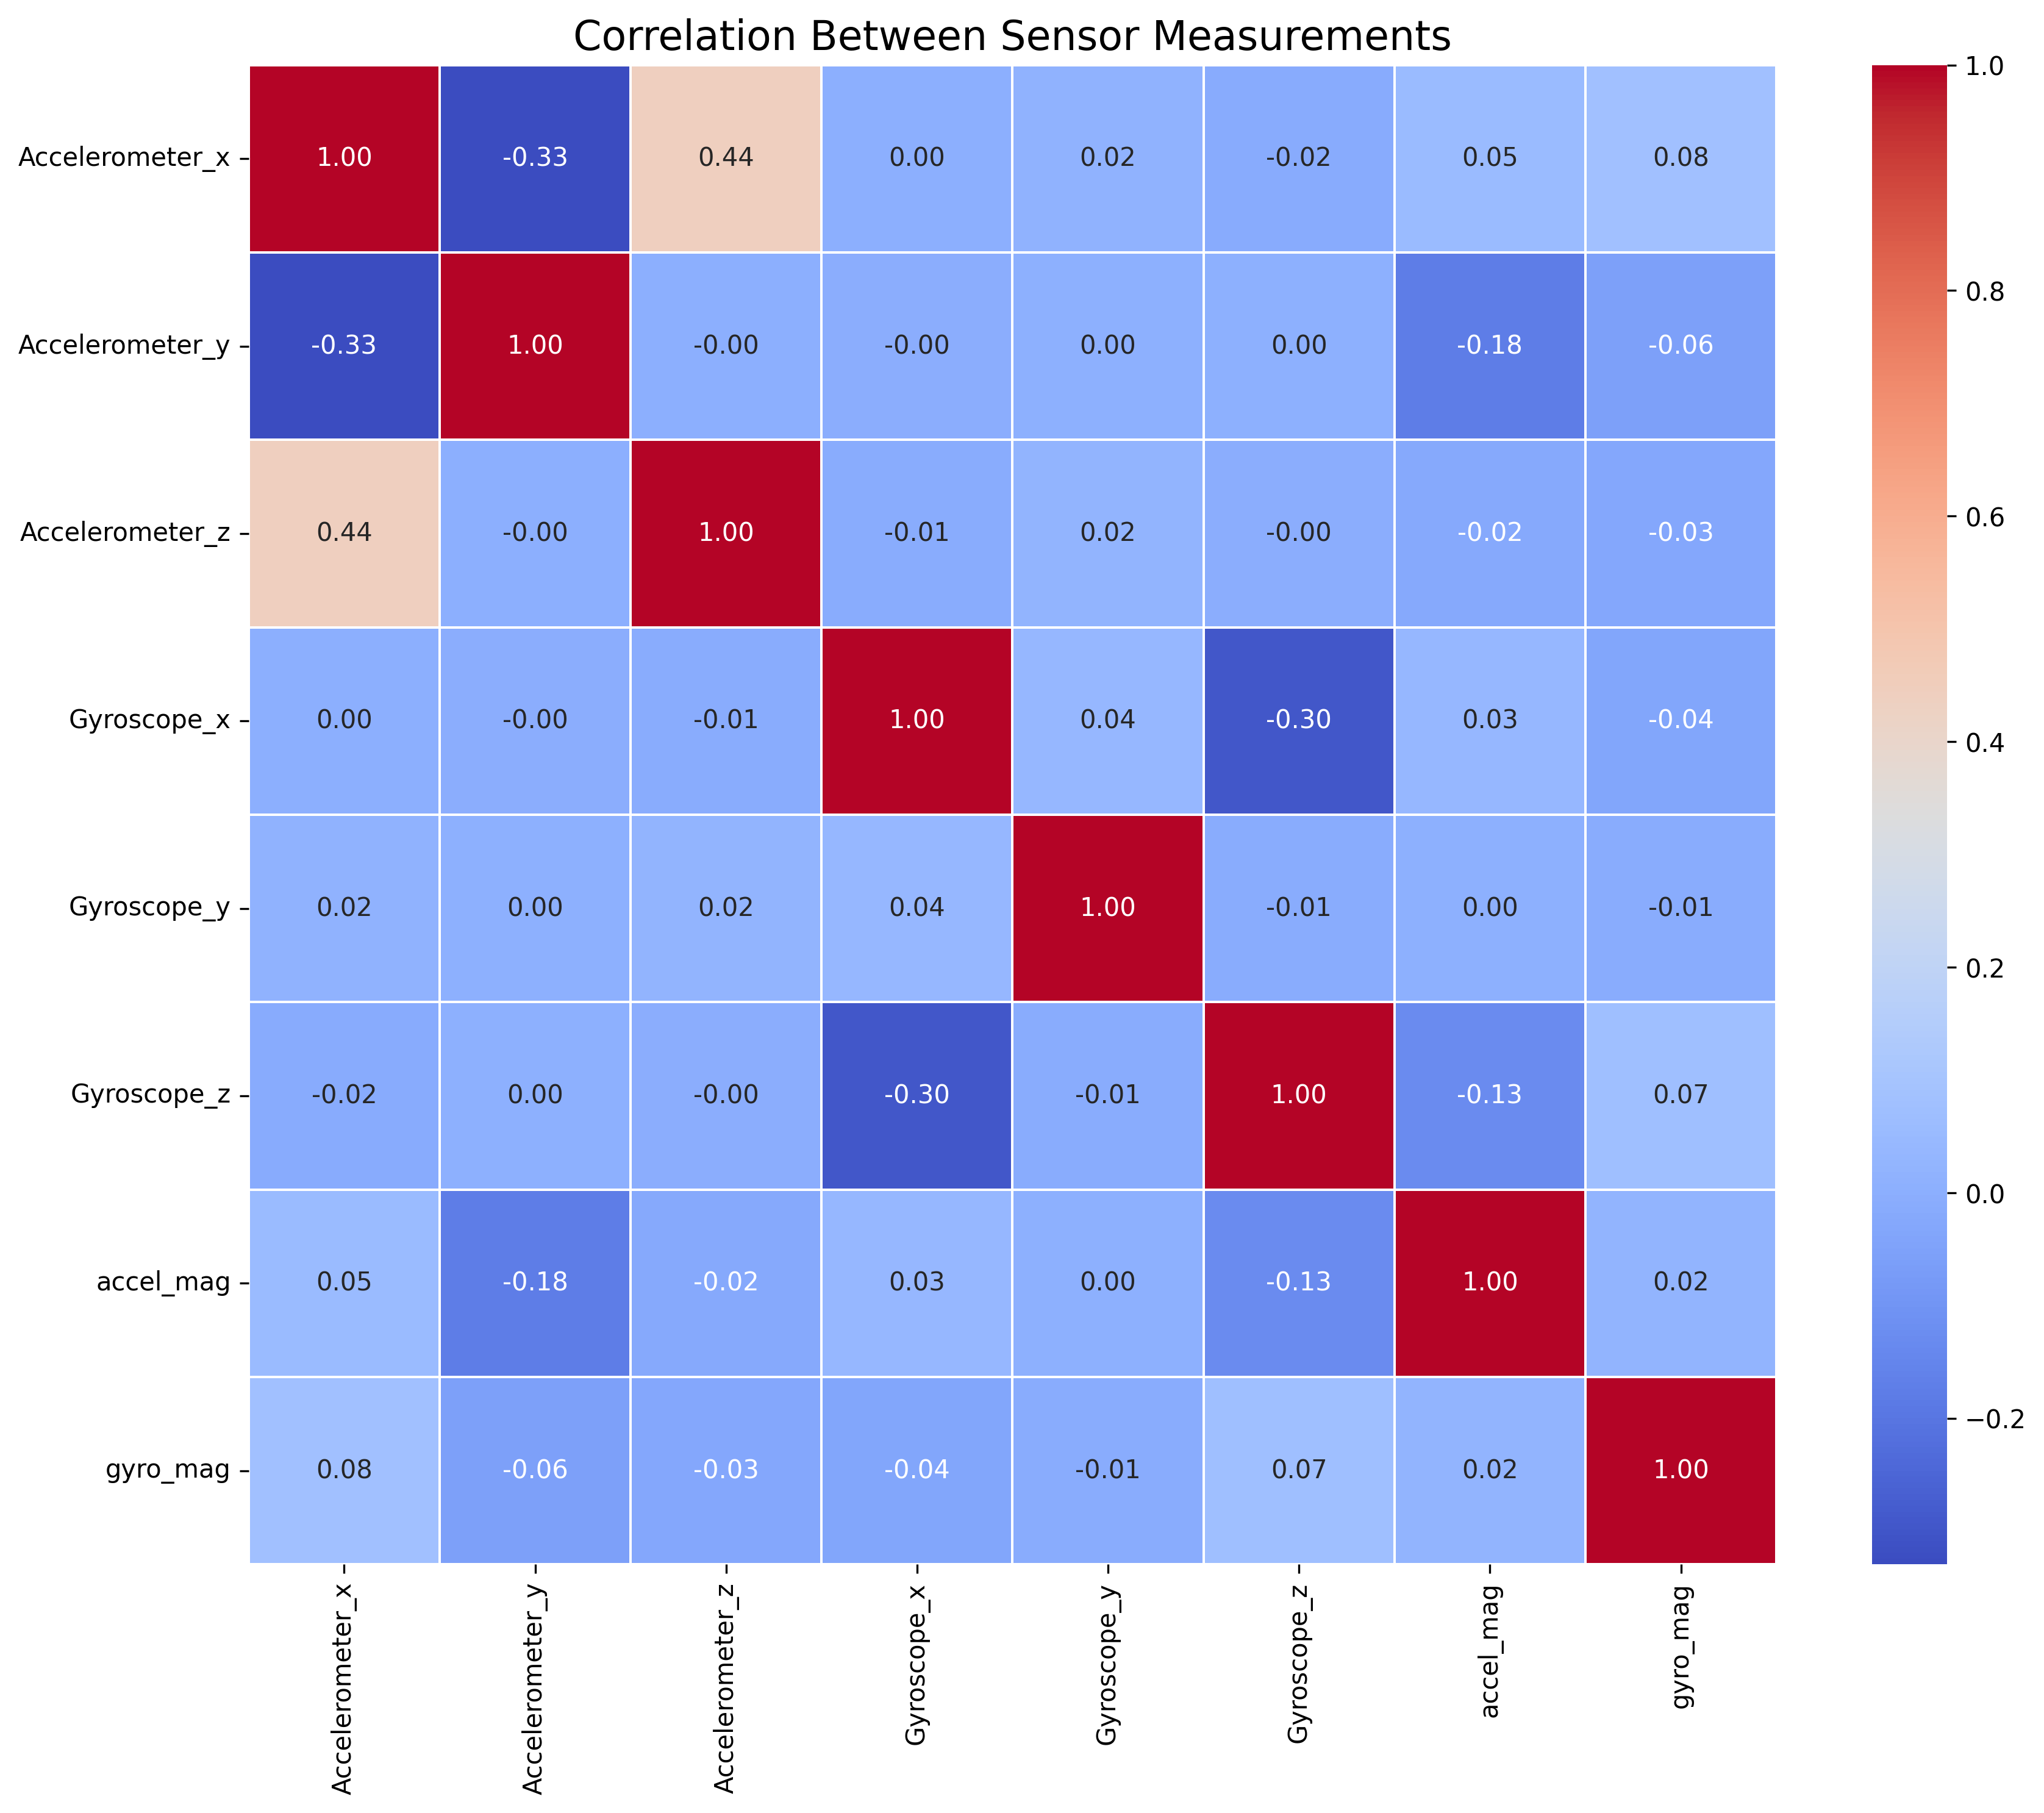 Correlation Between Sensor Measurements
Accelerometer_x 1.00 -0.33 0.44 0.00 0.02 -0.02 0.05 0.08
Accelerometer_y -0.33 1.00 -0.00 -0.00 0.00 0.00 -0.18 -0.06
Accelerometer_z 0.44 -0.00 1.00 -0.01 0.02 -0.00 -0.02 -0.03
Gyroscope_x 0.00 -0.00 -0.01 1.00 0.04 -0.30 0.03 -0.04
Gyroscope_y 0.02 0.00 0.02 0.04 1.00 -0.01 0.00 -0.01
Gyroscope_z -0.02 0.00 -0.00 -0.30 -0.01 1.00 -0.13 0.07
accel_mag 0.05 -0.18 -0.02 0.03 0.00 -0.13 1.00 0.02
gyro_mag 0.08 -0.06 -0.03 -0.04 -0.01 0.07 0.02 1.00
Accelerometer_x
Accelerometer_y
Accelerometer_z
Gyroscope_x
Gyroscope_y
Gyroscope_z
accel_mag
gyro_mag
1.0
0.8
0.6
0.4
0.2
0.0
−0.2